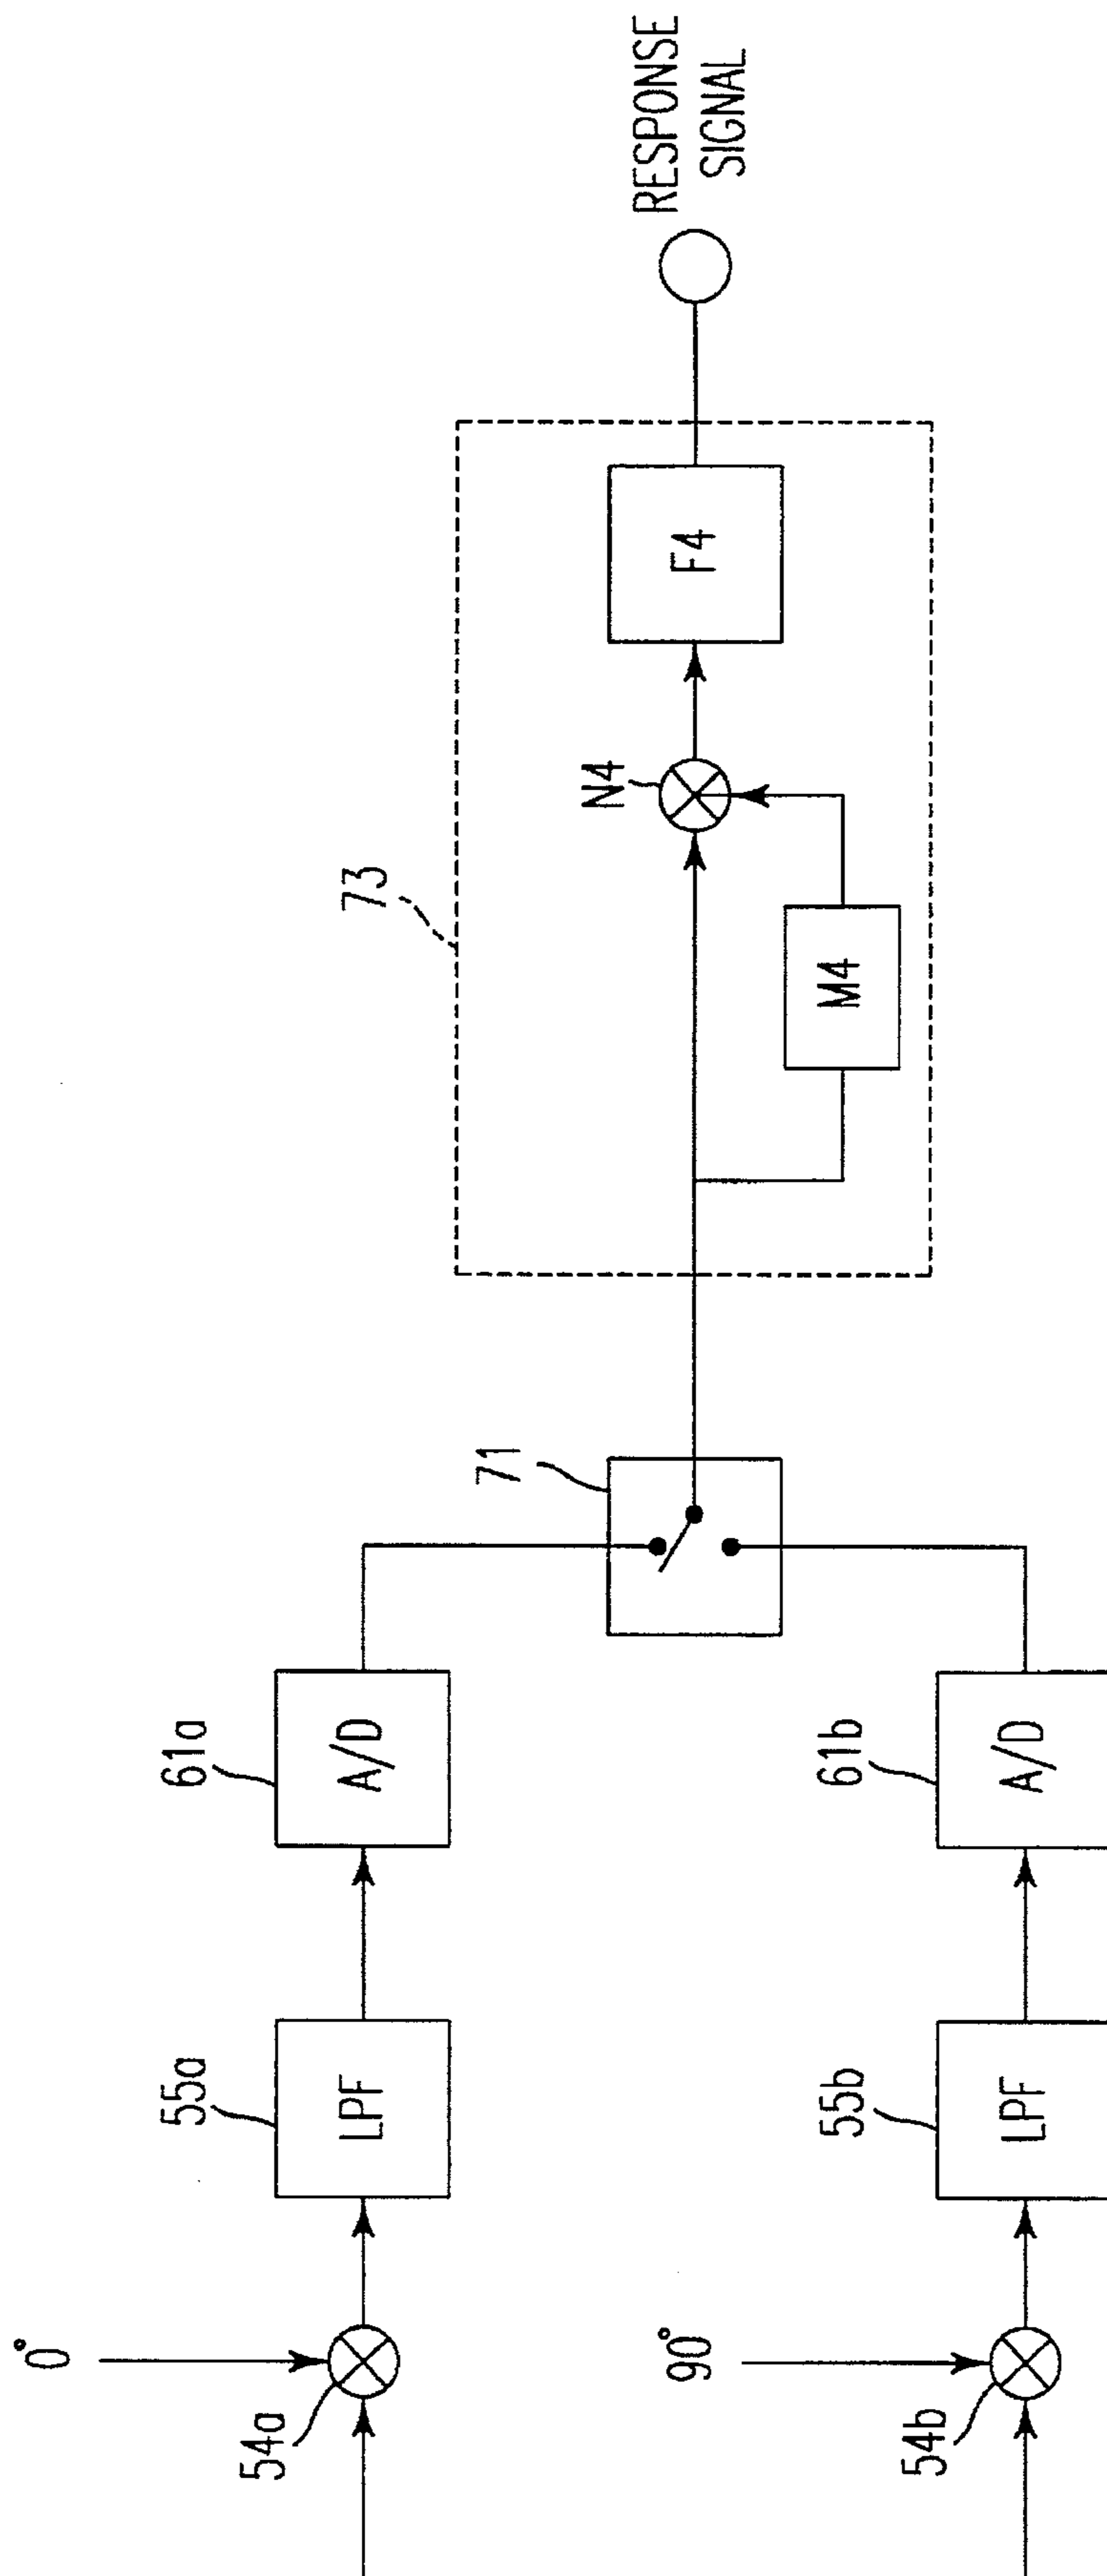 0°
54a
55a
LPF
61a
A/D
90°
54b
55b
LPF
61b
A/D
71
73
M4
N4
F4
RESPONSE
SIGNAL